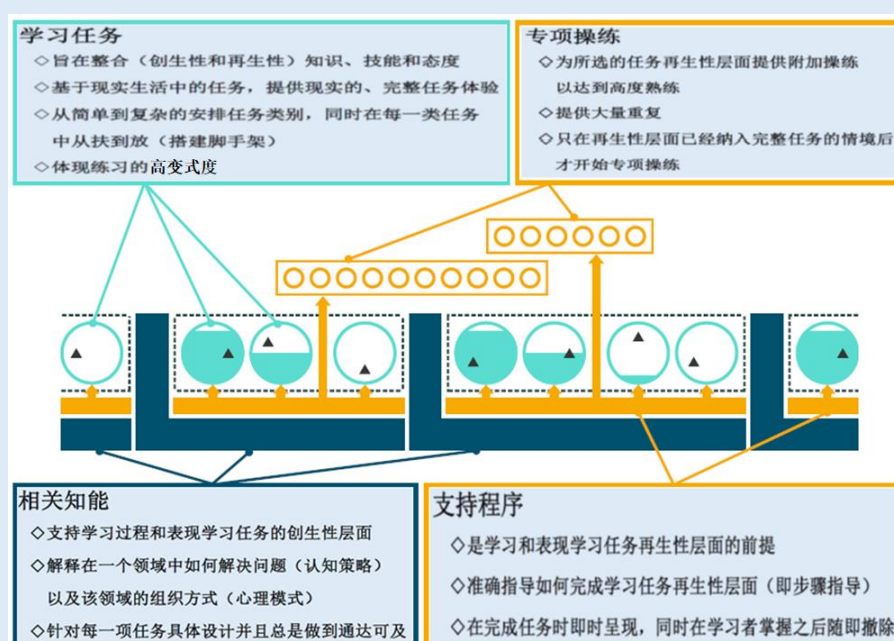 学习任务
◇旨在整合（创生性和再生性）知识、技能和态度
◇基于现实生活中的任务，提供现实的、完整任务体验
◇从简单到复杂的安排任务类别，同时在每一类任务
中从扶到放（搭建脚手架）
◇体现练习的高变式度
专项操练
◇为所选的任务再生性层面提供附加操练
以达到高度熟练
◇提供大量重复
◇只在再生性层面已经纳入完整任务的情境后
才开始专项操练
相关知能
◇支持学习过程和表现学习任务的创生性层面
◇解释在一个领域中如何解决问题（认知策略）
以及该领域的组织方式（心理模式）
◇针对每一项任务具体设计并且总是做到通达可及
支持程序
◇是学习和表现学习任务再生性层面的前提
◇准确指导如何完成学习任务再生性层面（即步骤指导）
◇在完成任务时即时呈现，同时在学习者掌握之后随即撤除